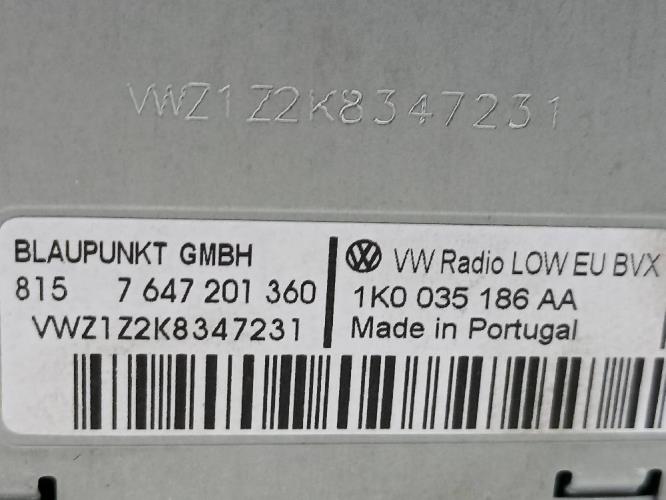 VWZ1Z2K8347231
BLAUPUNKT GMBH
815 7 647 201 360
VWZ1Z2K8347231
VW Radio LOW EU BVX
1K0 035 186 AA
Made in Portugal